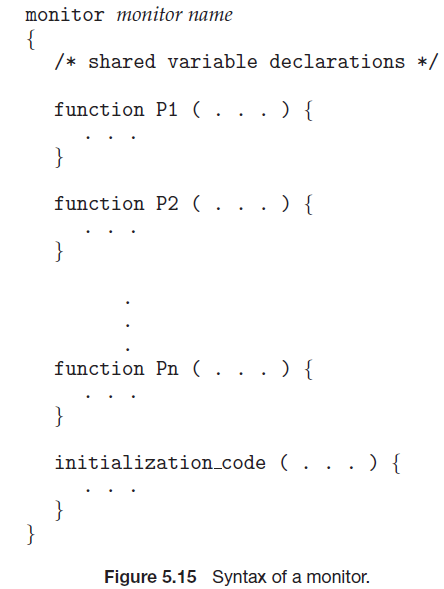 monitor monitor name
{
/* shared variable declarations */
function P1 ( . . . ) {
. . .
}
function P2 ( . . . ) {
. . .
}
.
.
.
function Pn ( . . . ) {
. . .
}
initialization_code ( . . . ) {
. . .
}
}
Figure 5.15 Syntax of a monitor.